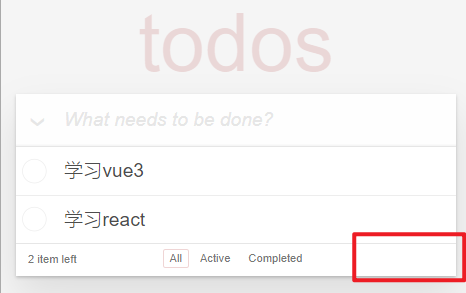 todos
What needs to be done?
学习vue3
学习react
2 item left All Active Completed